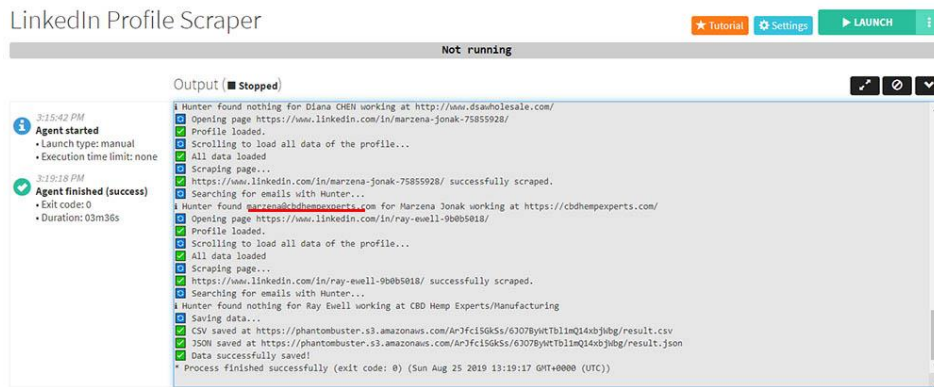 LinkedIn Profile Scraper
★ Tutorial
Settings
▶ LAUNCH
Not running
Output (■ Stopped)
3:15:42 PM
Agent started
• Launch type: manual
• Execution time limit: none
3:19:18 PM
Agent finished (success)
• Exit code: 0
• Duration: 03m36s
ℹ Hunter found nothing for Diana CHEN working at http://www.dsawholesale.com/
Opening page https://www.linkedin.com/in/marzena-jonak-75855928/
Profile loaded.
Scrolling to load all data of the profile...
All data loaded
Scraping page...
https://www.linkedin.com/in/marzena-jonak-75855928/ successfully scraped.
Searching for emails with Hunter...
ℹ Hunter found marzena@cbdhempexperts.com for Marzena Jonak working at https://cbdhempexperts.com/
Opening page https://www.linkedin.com/in/ray-ewell-9b0b5018/
Profile loaded.
Scrolling to load all data of the profile...
All data loaded
Scraping page...
https://www.linkedin.com/in/ray-ewell-9b0b5018/ successfully scraped.
Searching for emails with Hunter...
ℹ Hunter found nothing for Ray Ewell working at CBD Hemp Experts/Manufacturing
Saving data...
CSV saved at https://phantombuster.s3.amazonaws.com/ArJfci5GkSs/6JO7ByWtTbl1mQ14xbjWbg/result.csv
JSON saved at https://phantombuster.s3.amazonaws.com/ArJfci5GkSs/6JO7ByWtTbl1mQ14xbjWbg/result.json
Data successfully saved!
* Process finished successfully (exit code: 0) (Sun Aug 25 2019 13:19:17 GMT+0000 (UTC))